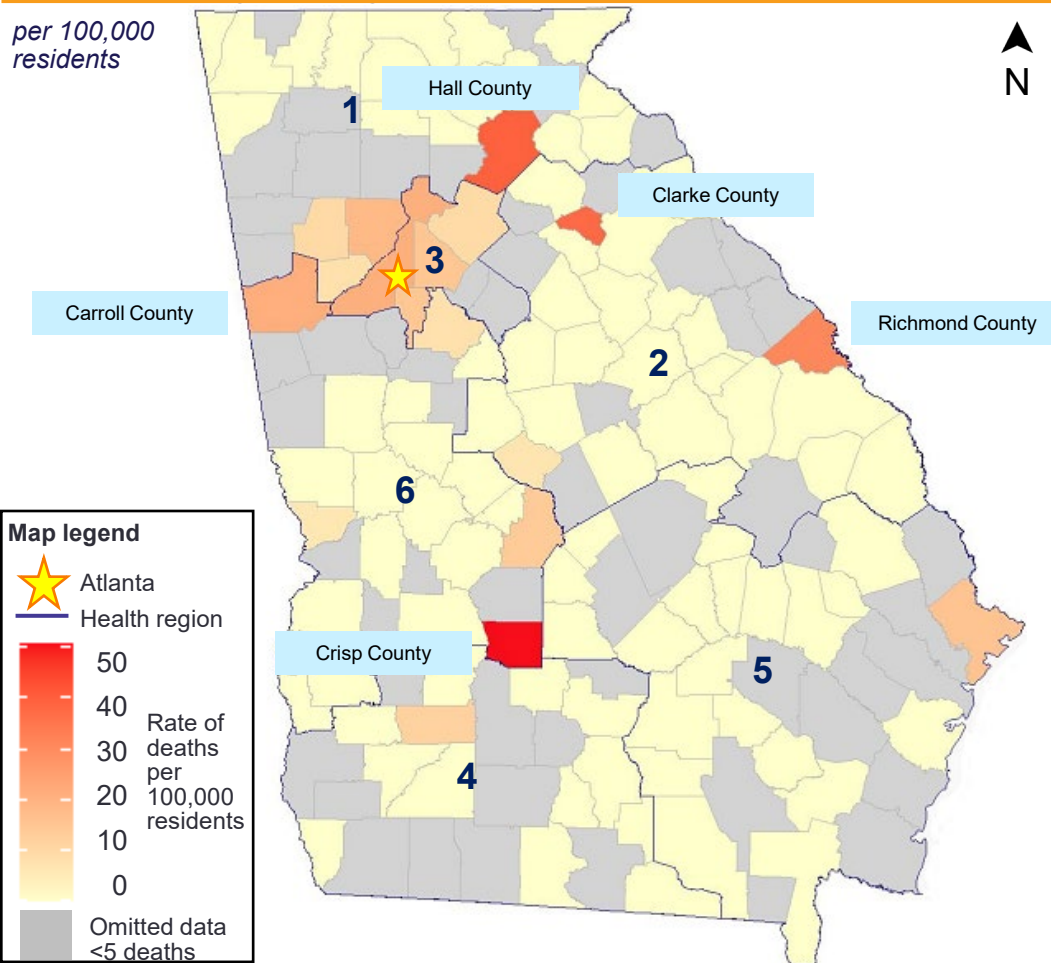 per 100,000
residents
N
Hall County
1
Clarke County
3
Carroll County
Richmond County
2
6
Map legend
Atlanta
Health region
Crisp County
5
50
40
30
20
10
0
Rate of
deaths
per
100,000
residents
4
Omitted data
<5 deaths